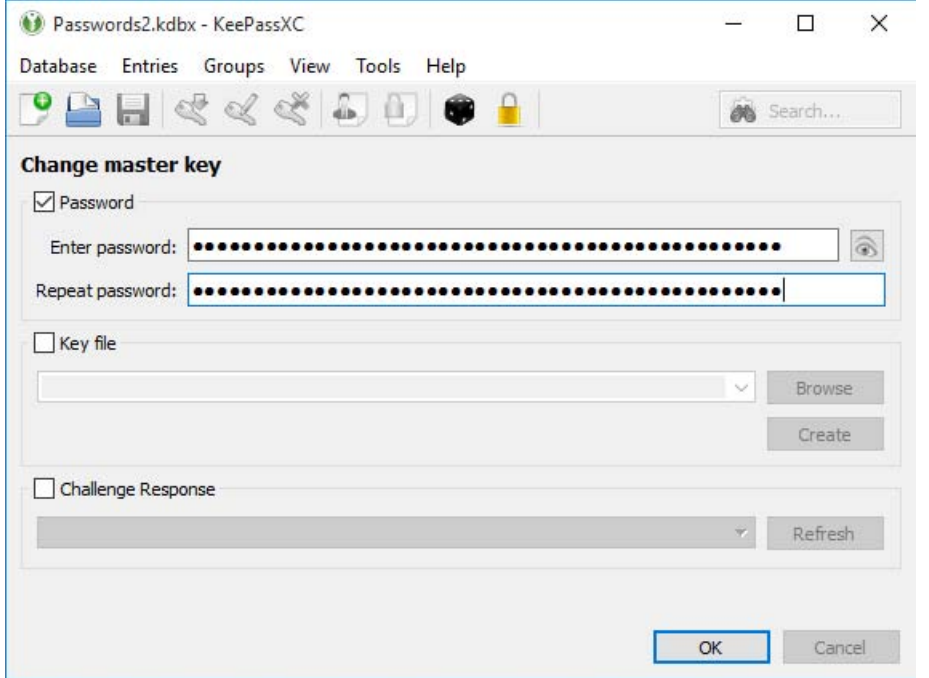 Passwords2.kdbx - KeePassXC
Database Entries Groups View Tools Help
Search...
Change master key
Password
Enter password: ●●●●●●●●●●●●●●●●●●●●●●●●●●●●●●●●●●●●●●●●●●●●
Repeat password: ●●●●●●●●●●●●●●●●●●●●●●●●●●●●●●●●●●●●●●●●●●●●
Key file
Browse
Create
Challenge Response
Refresh
OK Cancel